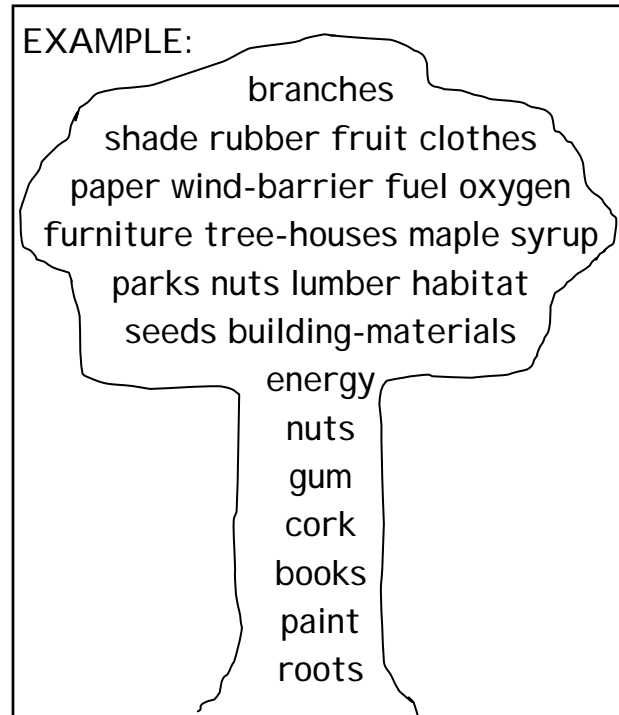 EXAMPLE:
branches
shade rubber fruit clothes
paper wind-barrier fuel oxygen
furniture tree-houses maple syrup
parks nuts lumber habitat
seeds building-materials
energy
nuts
gum
cork
books
paint
roots